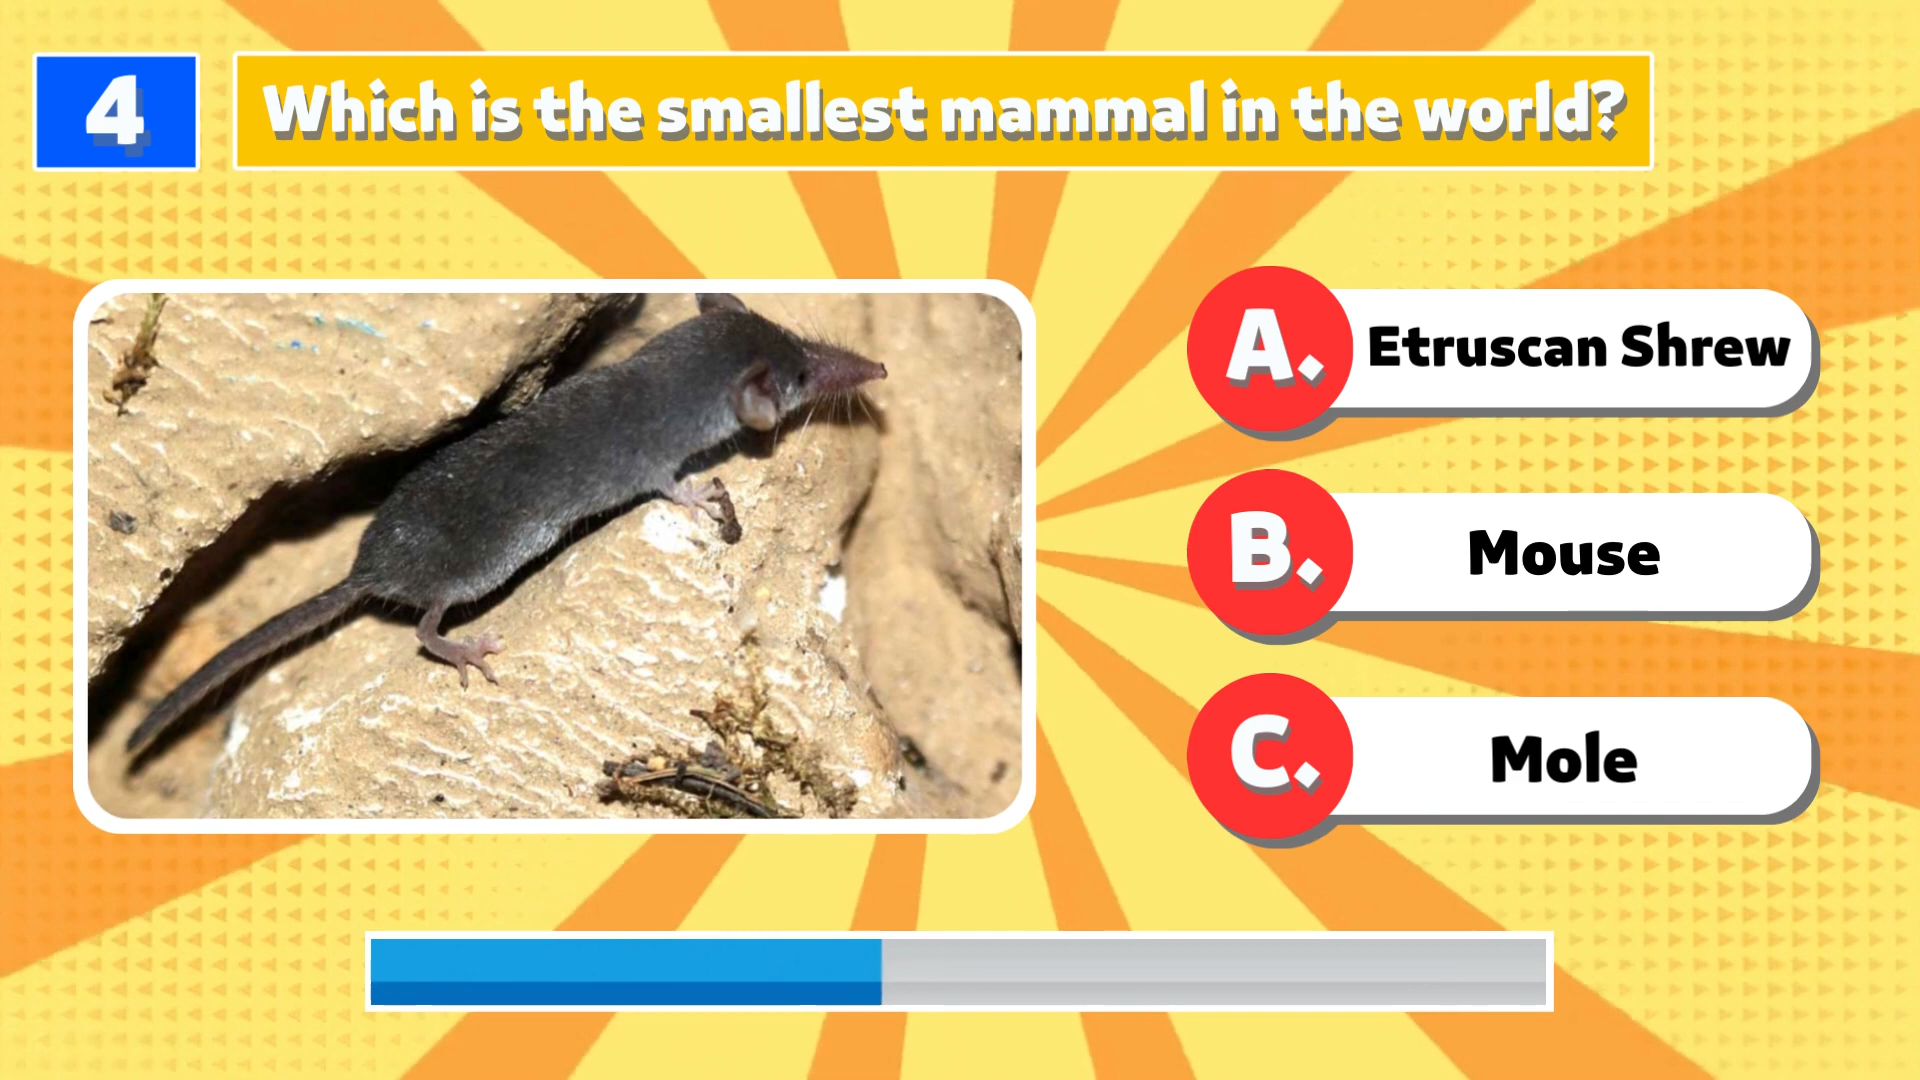 4
Which is the smallest mammal in the world?
A. Etruscan Shrew
B. Mouse
C. Mole